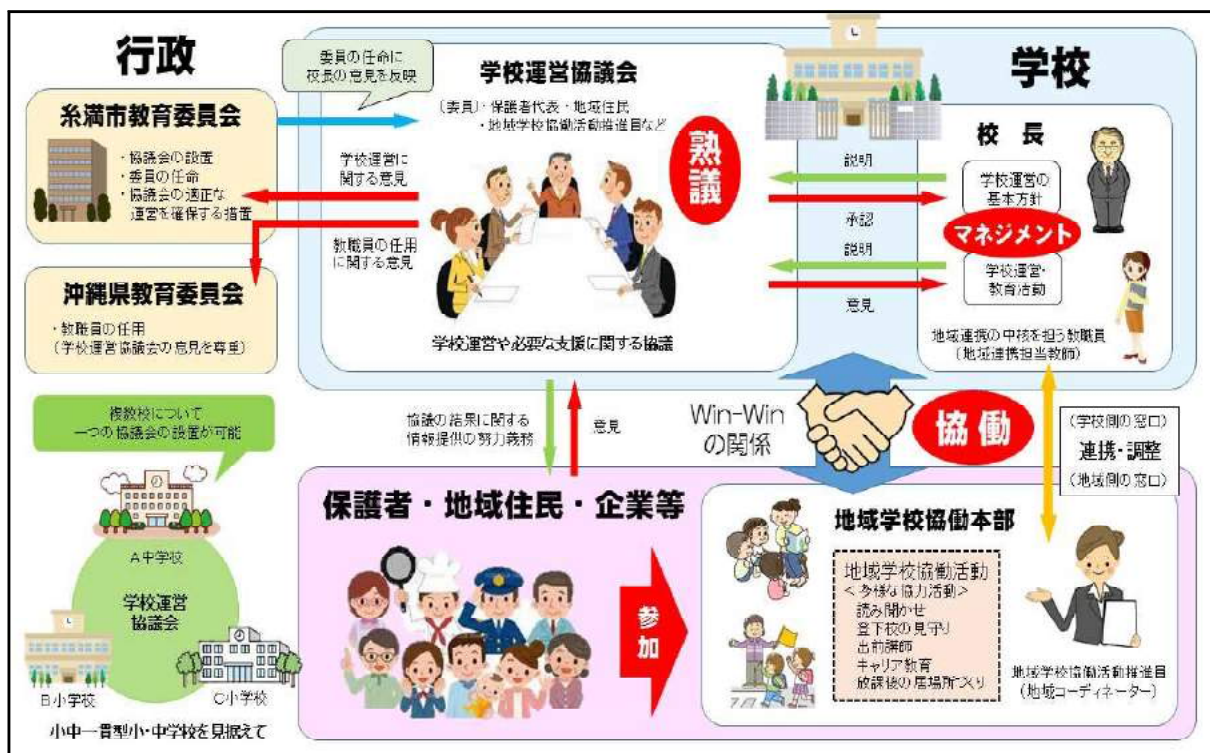 行政
委員の任命に
校長の意見を反映
糸満市教育委員会
・協議会の設置
・委員の任命
・協議会の適正な
運営を確保する措置
沖縄県教育委員会
・教職員の任用
(学校運営協議会の意見を尊重)
学校運営協議会
〔委員〕・保護者代表・地域住民
・地域学校協働活動推進員など
熟議
学校運営に
関する意見
教職員の任用
に関する意見
学校運営や必要な支援に関する協議
説明
承認
説明
意見
学校
校長
学校運営の
基本方針
マネジメント
学校運営・
教育活動
地域連携の中核を担う教職員
(地域連携担当教師)
複数校について
一つの協議会の設置が可能
A中学校
学校運営
協議会
B小学校
C小学校
小中一貫型小・中学校を見据えて
協議の結果に関する
情報提供の努力義務
意見
Win-Win
の関係
協働
(学校側の窓口)
連携・調整
(地域側の窓口)
保護者・地域住民・企業等
参加
地域学校協働本部
地域学校協働活動
<多様な協力活動>
読み聞かせ
登下校の見守り
出前講師
キャリア教育
放課後の居場所づくり
地域学校協働活動推進員
(地域コーディネーター)